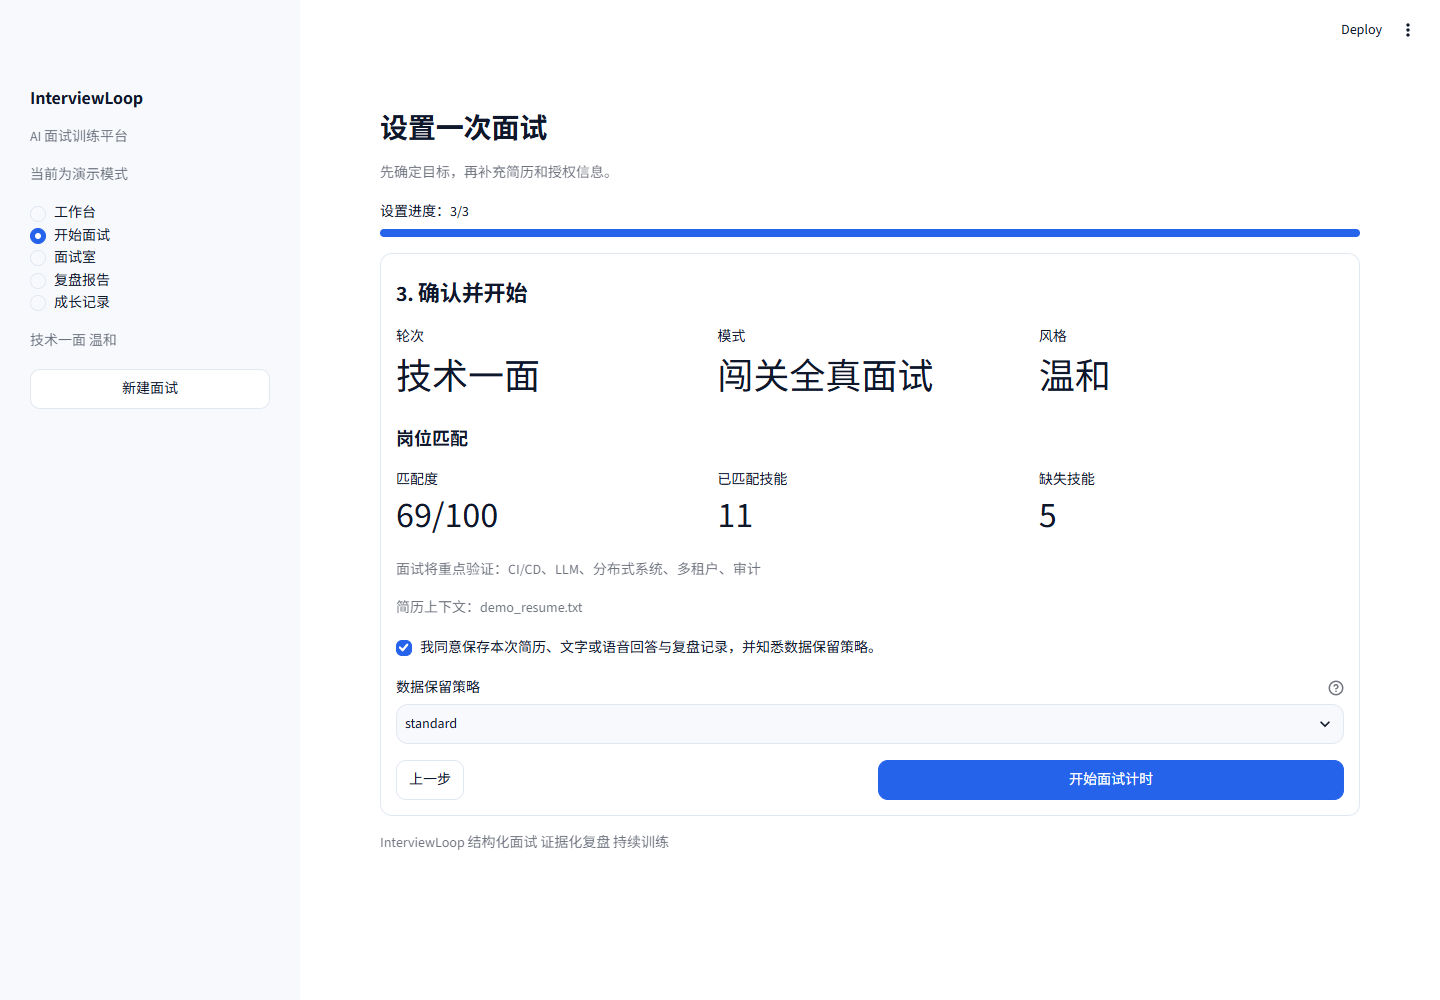 Deploy
InterviewLoop
AI 面试训练平台
当前为演示模式
工作台
开始面试
面试室
复盘报告
成长记录
技术一面 温和
新建面试
设置一次面试
先确定目标，再补充简历和授权信息。
设置进度：3/3
3. 确认并开始
轮次 模式 风格
技术一面 闯关全真面试 温和
岗位匹配
匹配度 已匹配技能 缺失技能
69/100 11 5
面试将重点验证：CI/CD、LLM、分布式系统、多租户、审计
简历上下文：demo_resume.txt
我同意保存本次简历、文字或语音回答与复盘记录，并知悉数据保留策略。
数据保留策略
standard
上一步 开始面试计时
InterviewLoop 结构化面试 证据化复盘 持续训练